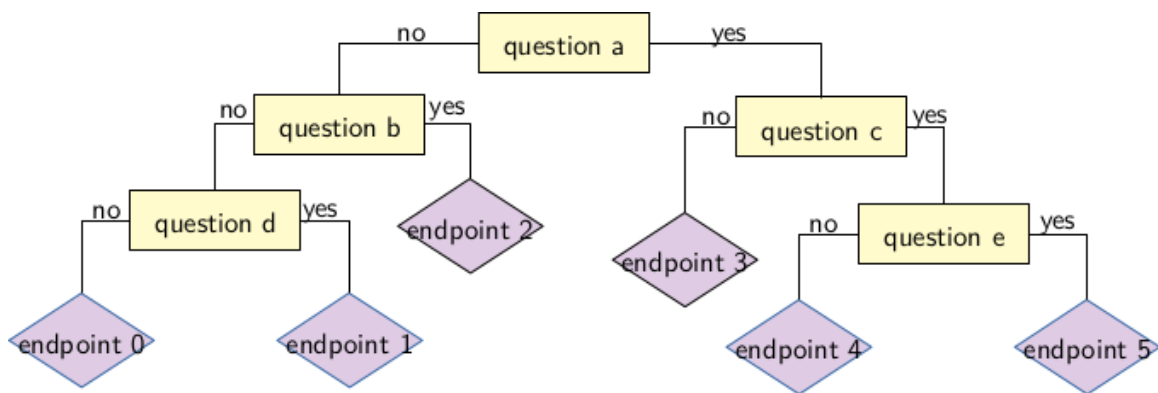 no
question a
yes
no
question b
yes
no
question c
yes
no
question d
yes
endpoint 2
no
question e
yes
endpoint 3
endpoint 0
endpoint 1
endpoint 4
endpoint 5